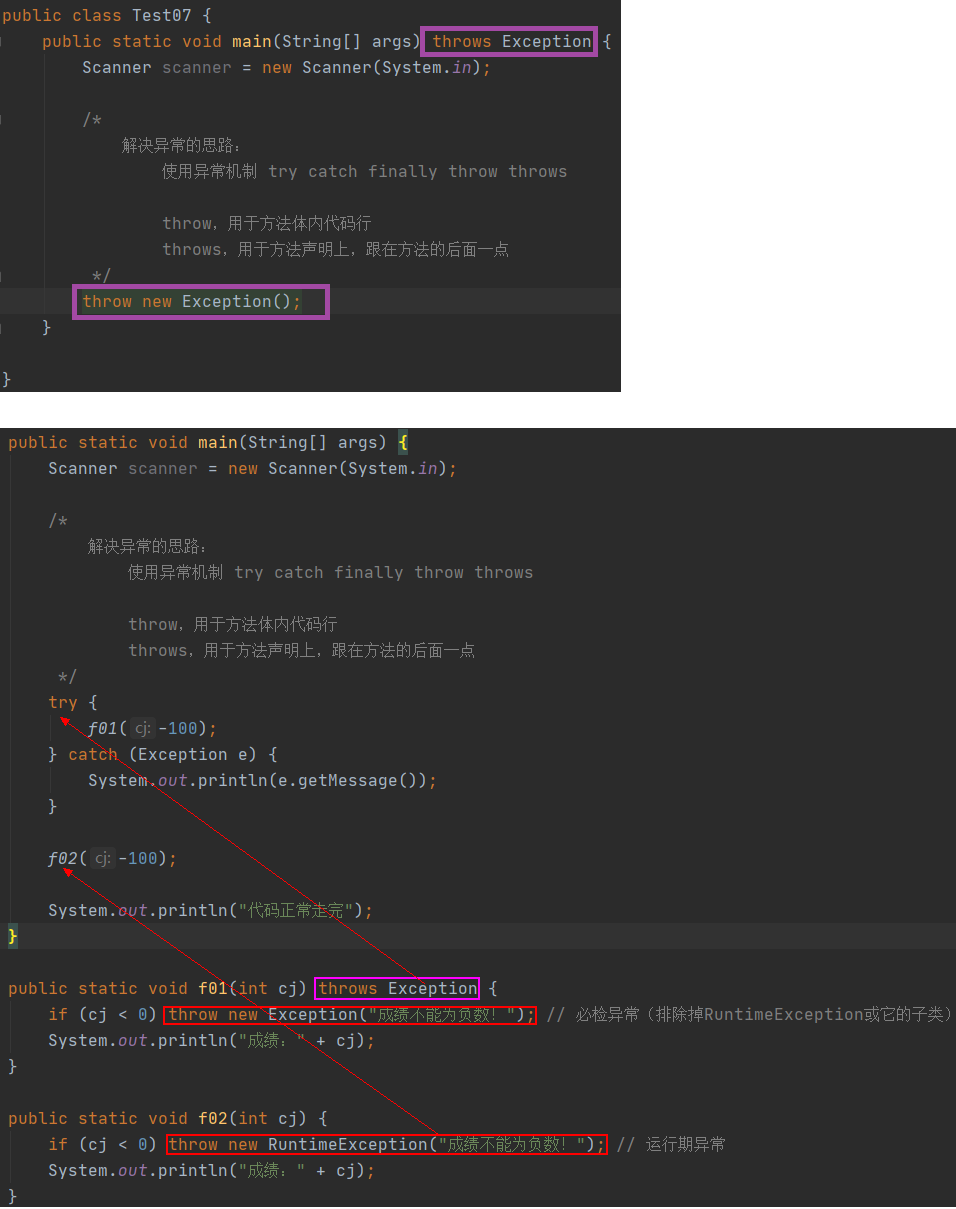 public class Test07 {
public static void main(String[] args) throws Exception {
Scanner scanner = new Scanner(System.in);
/*
解决异常的思路：
使用异常机制 try catch finally throw throws
throw，用于方法体内代码行
throws，用于方法声明上，跟在方法的后面一点
*/
throw new Exception();
}
}
public static void main(String[] args) {
Scanner scanner = new Scanner(System.in);
/*
解决异常的思路：
使用异常机制 try catch finally throw throws
throw，用于方法体内代码行
throws，用于方法声明上，跟在方法的后面一点
*/
try {
f01( cj: -100);
} catch (Exception e) {
System.out.println(e.getMessage());
}
f02( cj: -100);
System.out.println("代码正常走完");
}
public static void f01(int cj) throws Exception {
if (cj < 0) throw new Exception("成绩不能为负数！"); // 必检异常（排除掉RuntimeException或它的子类）
System.out.println("成绩：" + cj);
}
public static void f02(int cj) {
if (cj < 0) throw new RuntimeException("成绩不能为负数！"); // 运行期异常
System.out.println("成绩：" + cj);
}